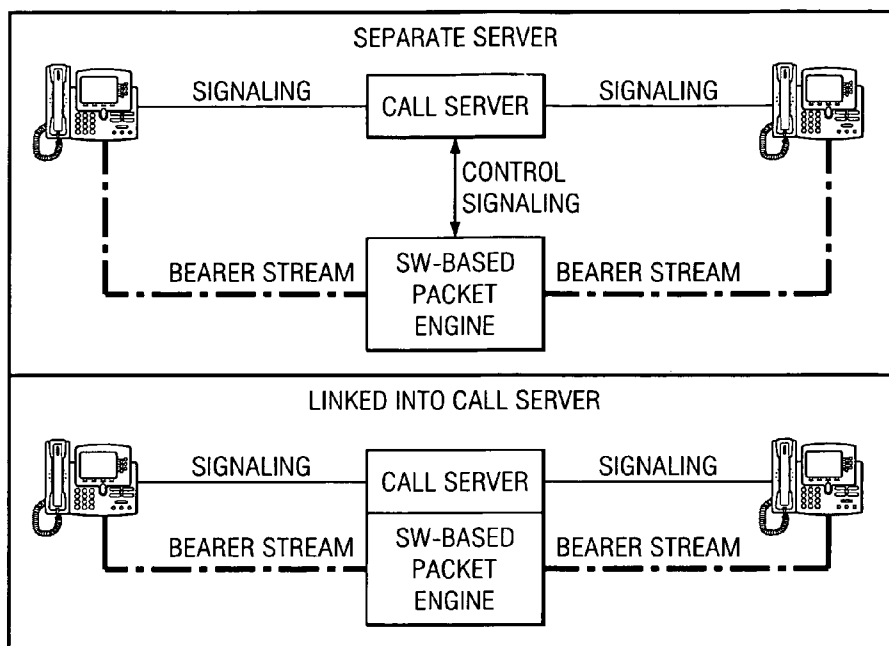 SEPARATE SERVER
SIGNALING
CALL SERVER
SIGNALING
CONTROL
SIGNALING
BEARER STREAM
SW-BASED
PACKET
ENGINE
BEARER STREAM
LINKED INTO CALL SERVER
SIGNALING
CALL SERVER
SIGNALING
BEARER STREAM
SW-BASED
PACKET
ENGINE
BEARER STREAM